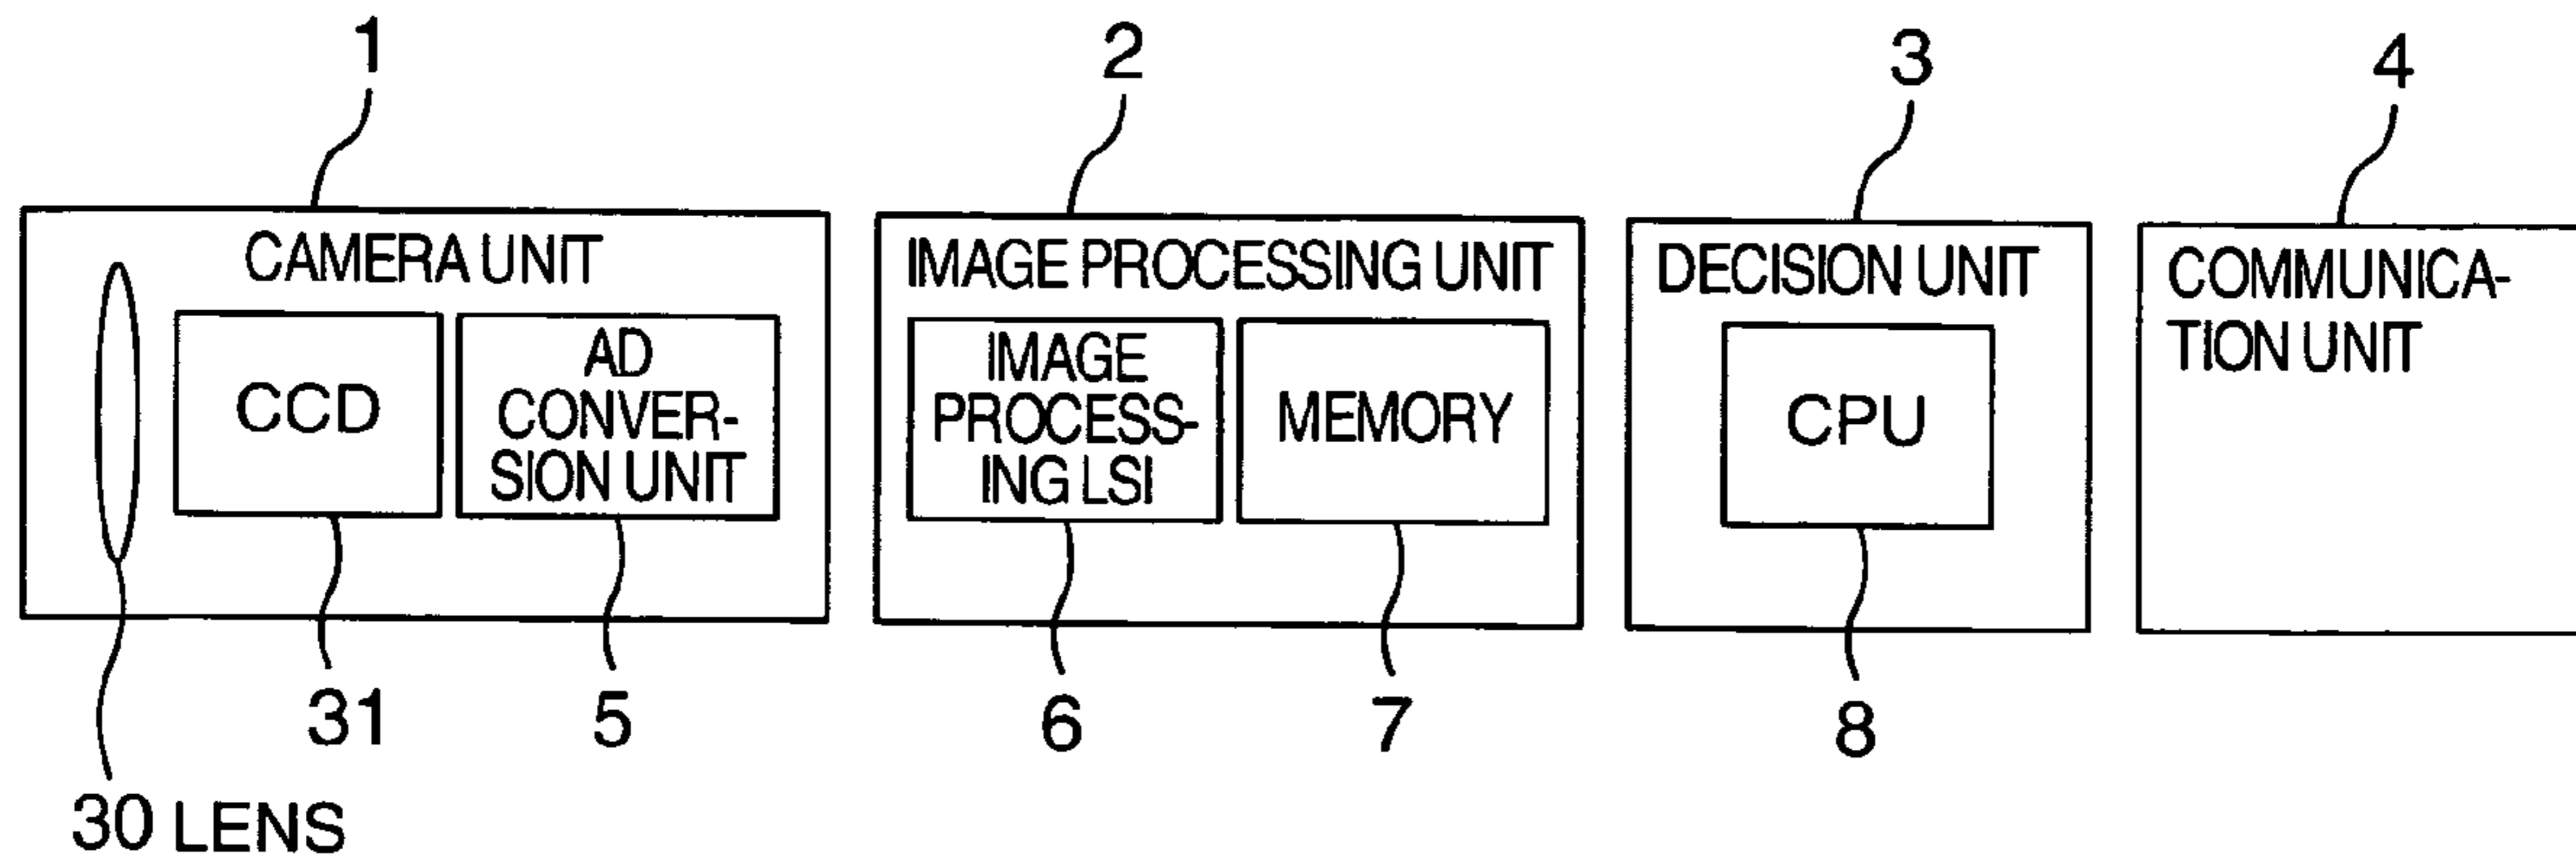 1
2
3
4
CAMERA UNIT
CCD
AD
CONVER-
SION UNIT
IMAGE PROCESSING UNIT
IMAGE
PROCESS-
ING LSI
MEMORY
DECISION UNIT
CPU
COMMUNICA-
TION UNIT
31
5
6
7
8
30 LENS